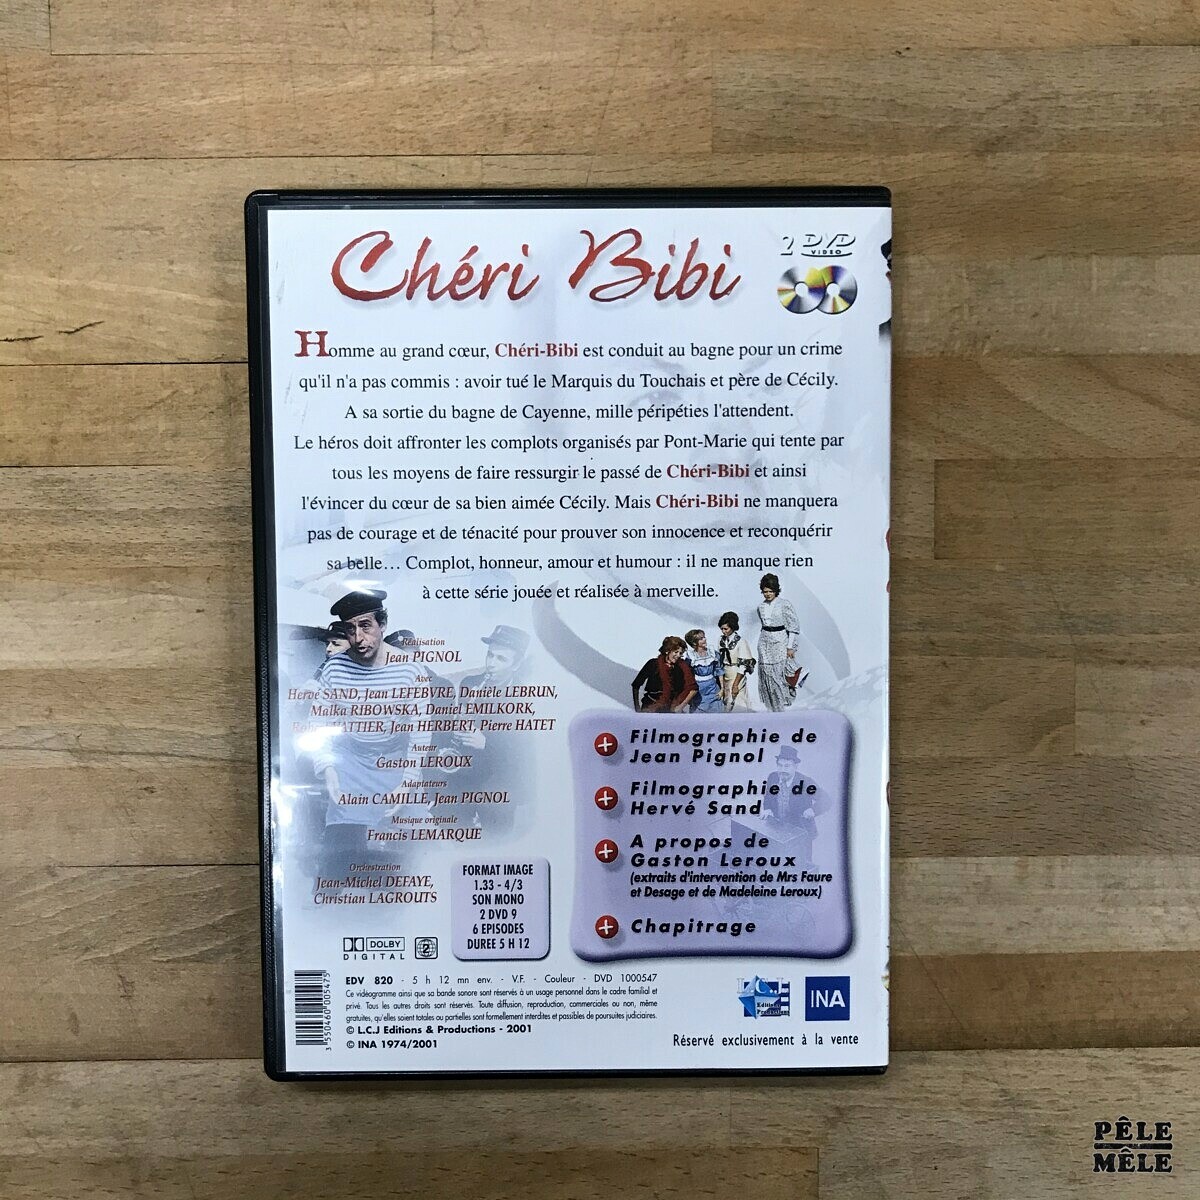 Chéri Bibi
2 DVD
VIDEO
Homme au grand cœur, Chéri-Bibi est conduit au bagne pour un crime
qu'il n'a pas commis : avoir tué le Marquis du Touchais et père de Cécily.
A sa sortie du bagne de Cayenne, mille péripéties l'attendent.
Le héros doit affronter les complots organisés par Pont-Marie qui tente par
tous les moyens de faire ressurgir le passé de Chéri-Bibi et ainsi
l'évincer du cœur de sa bien aimée Cécily. Mais Chéri-Bibi ne manquera
pas de courage et de ténacité pour prouver son innocence et reconquérir
sa belle… Complot, honneur, amour et humour : il ne manque rien
à cette série jouée et réalisée à merveille.
Réalisation
Jean PIGNOL
Avec
Hervé SAND, Jean LEFEBVRE, Danièle LEBRUN,
Malka RIBOWSKA, Daniel EMILKORK,
Jean HERBERT, Pierre HATET
Auteur
Gaston LEROUX
Adaptateurs
Alain CAMILLE, Jean PIGNOL
Musique originale
Francis LEMARQUE
Orchestration
Jean-Michel DEFAYE,
Christian LAGROUTS
FORMAT IMAGE
1.33 - 4/3
SON MONO
2 DVD 9
6 EPISODES
DUREE 5 H 12
Filmographie de
Jean Pignol
Filmographie de
Hervé Sand
A propos de
Gaston Leroux
(extraits d'intervention de Mrs Faure
et Desage et de Madeleine Leroux)
Chapitrage
DOLBY
DIGITAL
2
3 550460 005475
EDV 820 - 5 h 12 mn env. - V.F. - Couleur - DVD 1000547
Ce vidéogramme ainsi que sa bande sonore sont réservés à un usage personnel dans le cadre familial et
privé. Tous les autres droits sont réservés. Toute diffusion, reproduction, commerciales ou non, même
gratuites, qu'elles soient totales ou partielles sont formellement interdites et passibles de poursuites judiciaires.
© L.C.J Editions & Productions - 2001
© INA 1974/2001
L.C.J.
Editions
Productions
INA
Réservé exclusivement à la vente
PÊLE
MÊLE